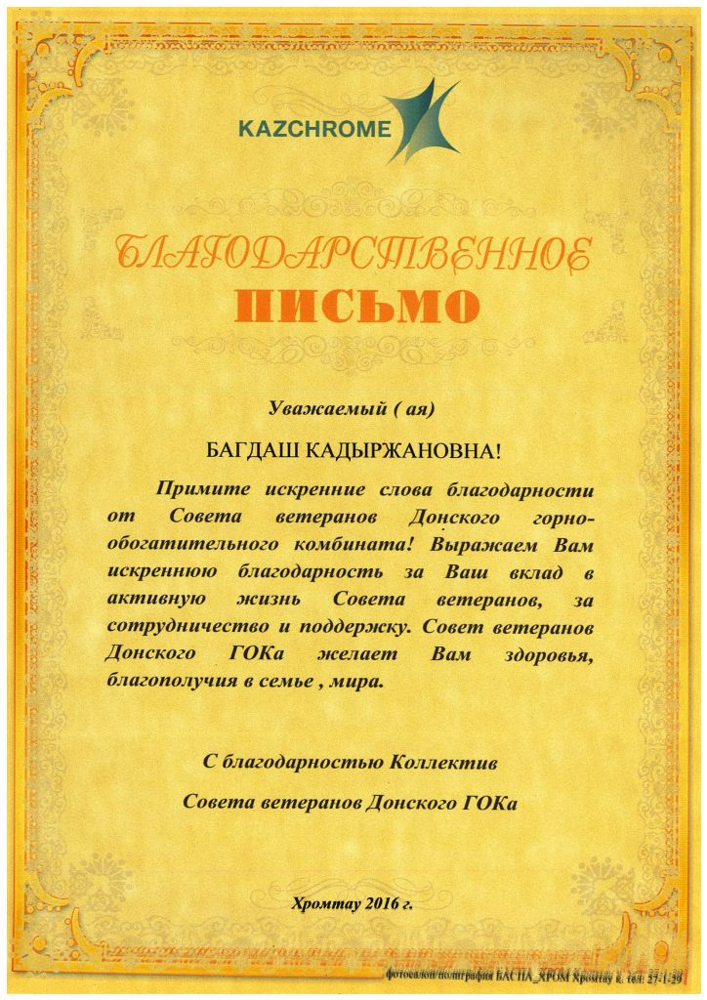 KAZCHROME
БЛАГОДАРСТВЕННОЕ
ПИСЬМО
Уважаемый ( ая)
БАГДАШ КАДЫРЖАНОВНА!
Примите искренние слова благодарности
от Совета ветеранов Донского горно-
обогатительного комбината! Выражаем Вам
искреннюю благодарность за Ваш вклад в
активную жизнь Совета ветеранов, за
сотрудничество и поддержку. Совет ветеранов
Донского ГОКа желает Вам здоровья,
благополучия в семье , мира.
С благодарностью Коллектив
Совета ветеранов Донского ГОКа
Хромтау 2016 г.
фотосалон/полиграфия БАСПА_ХРОМ Хромтау к. тел: 27-1-29